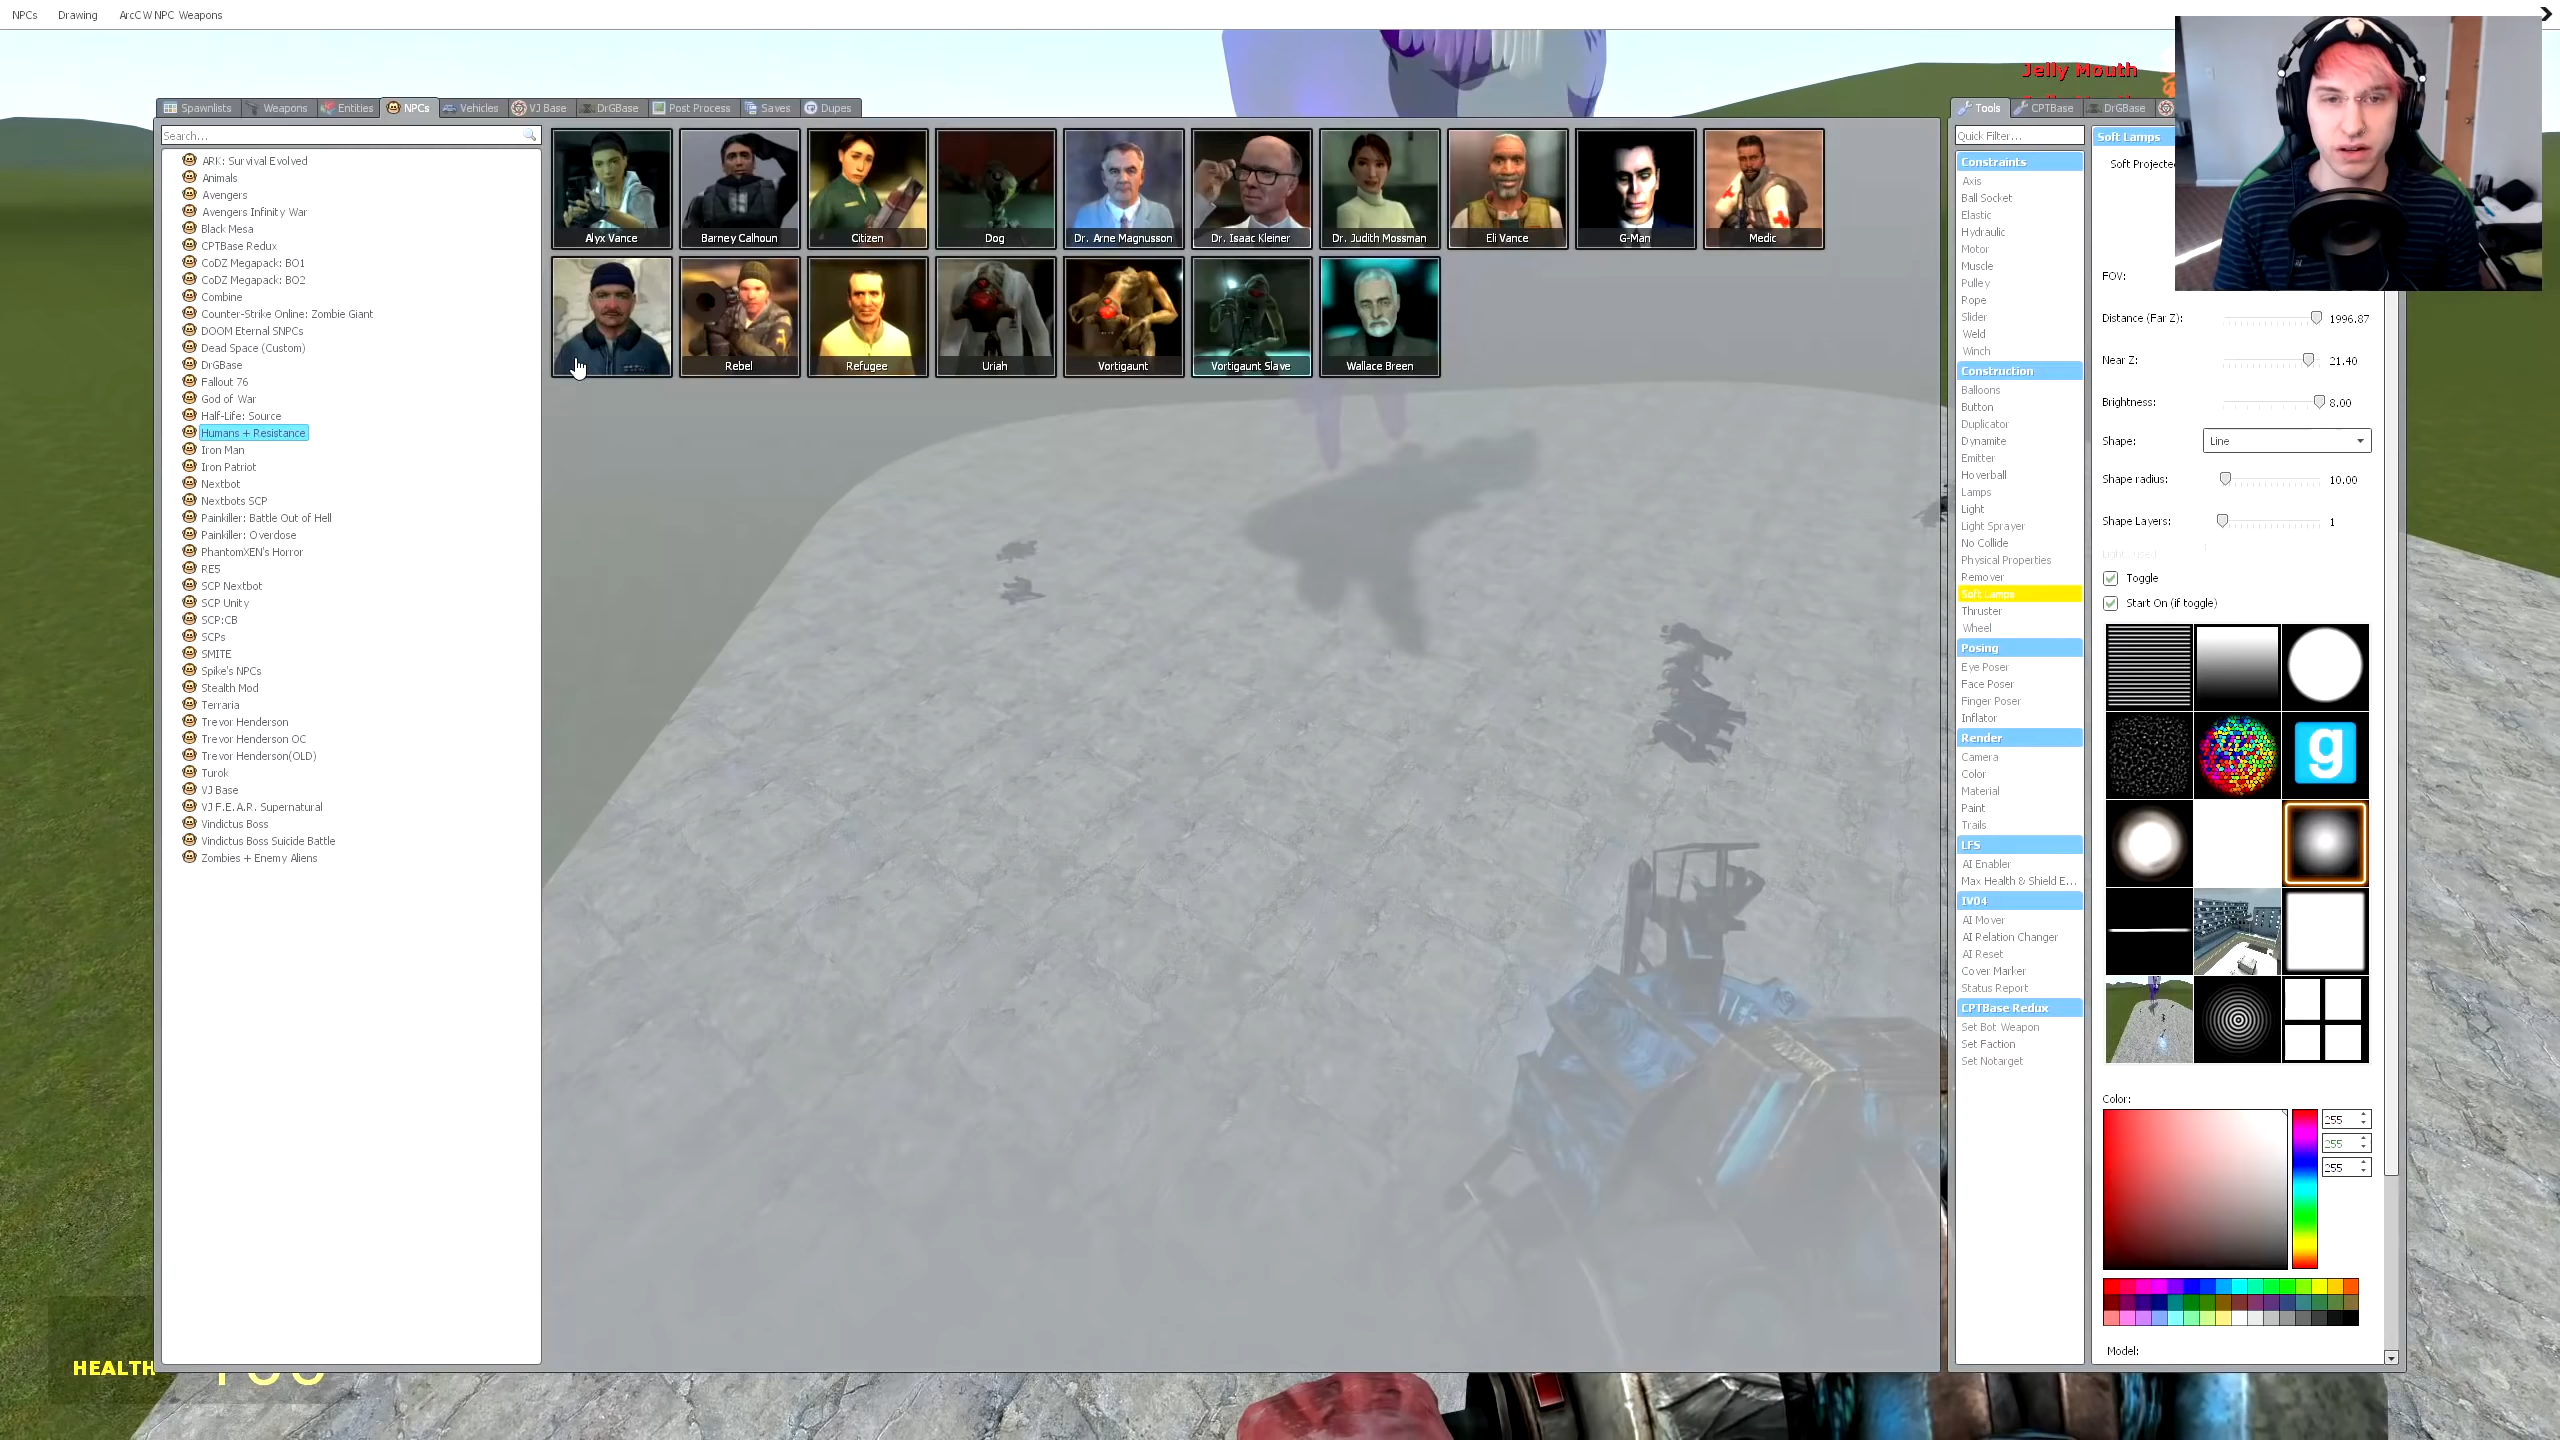 NPCs Drawing ArcCW NPC Weapons
Jelly Mouth
Spawnlists Weapons Entities NPCs Vehicles VJ Base DrGBase Post Process Saves Dupes
Search...
ARK: Survival Evolved
Animals
Avengers
Avengers Infinity War
Black Mesa
CPTBase Redux
CoDZ Megapack: BO1
CoDZ Megapack: BO2
Combine
Counter-Strike Online: Zombie Giant
DOOM Eternal SNPCs
Dead Space (Custom)
DrGBase
Fallout 76
God of War
Half-Life: Source
Humans + Resistance
Iron Man
Iron Patriot
Nextbot
Nextbots SCP
Painkiller: Battle Out of Hell
Painkiller: Overdose
PhantomXEN's Horror
RE5
SCP Nextbot
SCP Unity
SCP:CB
SCPs
SMITE
Spike's NPCs
Stealth Mod
Terraria
Trevor Henderson
Trevor Henderson OC
Trevor Henderson(OLD)
Turok
VJ Base
VJ F.E.A.R. Supernatural
Vindictus Boss
Vindictus Boss Suicide Battle
Zombies + Enemy Aliens
Alyx Vance Barney Calhoun Citizen Dog Dr. Arne Magnusson Dr. Isaac Kleiner Dr. Judith Mossman Eli Vance G-Man Medic
Rebel Refugee Uriah Vortigaunt Vortigaunt Slave Wallace Breen
Tools CPTBase DrGBase
Quick Filter...
Constraints
Axis
Ball Socket
Elastic
Hydraulic
Motor
Muscle
Pulley
Rope
Slider
Weld
Winch
Construction
Balloons
Button
Duplicator
Dynamite
Emitter
Hoverball
Lamps
Light
Light Sprayer
No Collide
Physical Properties
Remover
Soft Lamps
Thruster
Wheel
Posing
Eye Poser
Face Poser
Finger Poser
Inflator
Render
Camera
Color
Material
Paint
Trails
LFS
AI Enabler
Max Health & Shield E...
IV04
AI Mover
AI Relation Changer
AI Reset
Cover Marker
Status Report
CPTBase Redux
Set Bot Weapon
Set Faction
Set Notarget
Soft Lamps
Soft Projecte
FOV:
Distance (Far Z): 1996.87
Near Z: 21.40
Brightness: 8.00
Shape: Line
Shape radius: 10.00
Shape Layers: 1
Toggle
Start On (if toggle)
g
Color:
255
255
255
Model:
HEALTH 100